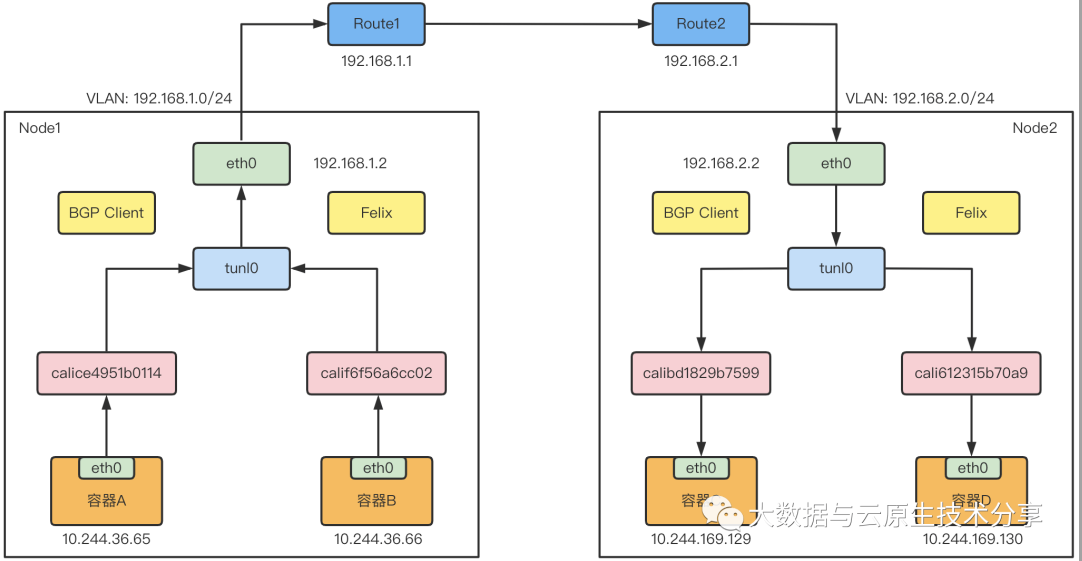 Route1
Route2
192.168.1.1
192.168.2.1
VLAN: 192.168.1.0/24
VLAN: 192.168.2.0/24
Node1
Node2
eth0
192.168.1.2
192.168.2.2
eth0
BGP Client
Felix
BGP Client
Felix
tunl0
tunl0
calice4951b0114
calif6f56a6cc02
calibd1829b7599
cali612315b70a9
eth0
eth0
eth0
eth0
容器A
容器B
容器
容器D
大数据与云原生技术分享
10.244.36.65
10.244.36.66
10.244.169.129
10.244.169.130